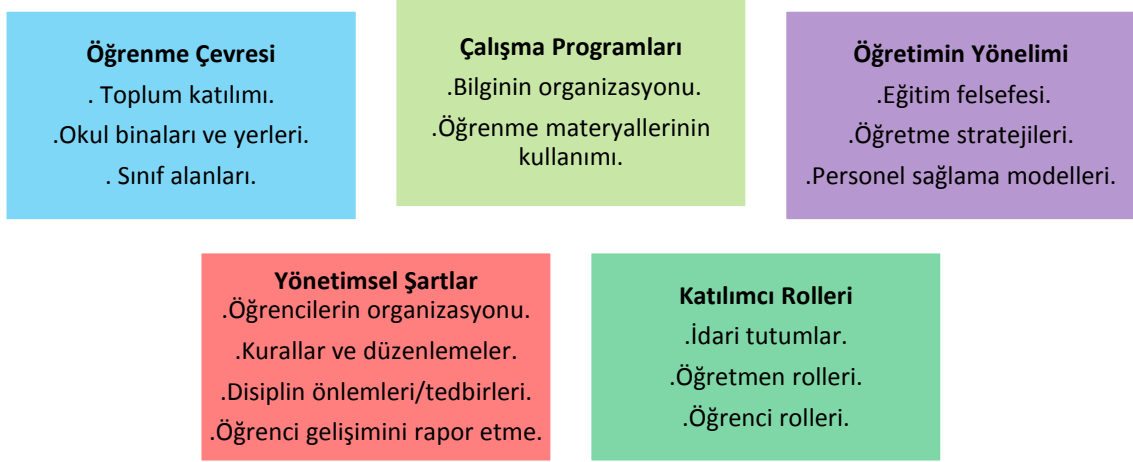 Öğrenme Çevresi
. Toplum katılımı.
.Okul binaları ve yerleri.
. Sınıf alanları.
Çalışma Programları
.Bilginin organizasyonu.
.Öğrenme materyallerinin
kullanımı.
Öğretimin Yönelimi
.Eğitim felsefesi.
.Öğretme stratejileri.
.Personel sağlama modelleri.
Yönetimsel Şartlar
.Öğrencilerin organizasyonu.
.Kurallar ve düzenlemeler.
.Disiplin önlemleri/tedbirleri.
.Öğrenci gelişimini rapor etme.
Katılımcı Rolleri
.İdari tutumlar.
.Öğretmen rolleri.
.Öğrenci rolleri.